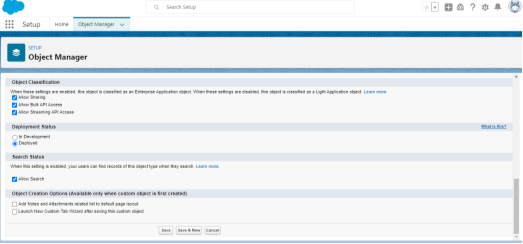 Search Setup
Setup
Home
Object Manager
SETUP
Object Manager
Object Classification
When these settings are enabled, this object is classified as an Enterprise Application object. When these settings are disabled, this object is classified as a Light Application object. Learn more.
Allow Sharing
Allow Bulk API Access
Allow Streaming API Access
Deployment Status
What is this?
In Development
Deployed
Search Status
When this setting is enabled, your users can find records of this object type when they search. Learn more.
Allow Search
Object Creation Options (Available only when custom object is first created)
Add Notes and Attachments related list to default page layout
Launch New Custom Tab Wizard after saving this custom object
Save
Save & New
Cancel